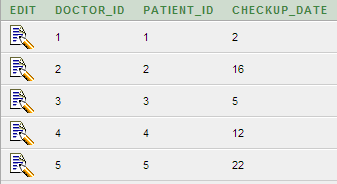 EDIT DOCTOR_ID PATIENT_ID CHECKUP_DATE
1 1 2
2 2 16
3 3 5
4 4 12
5 5 22